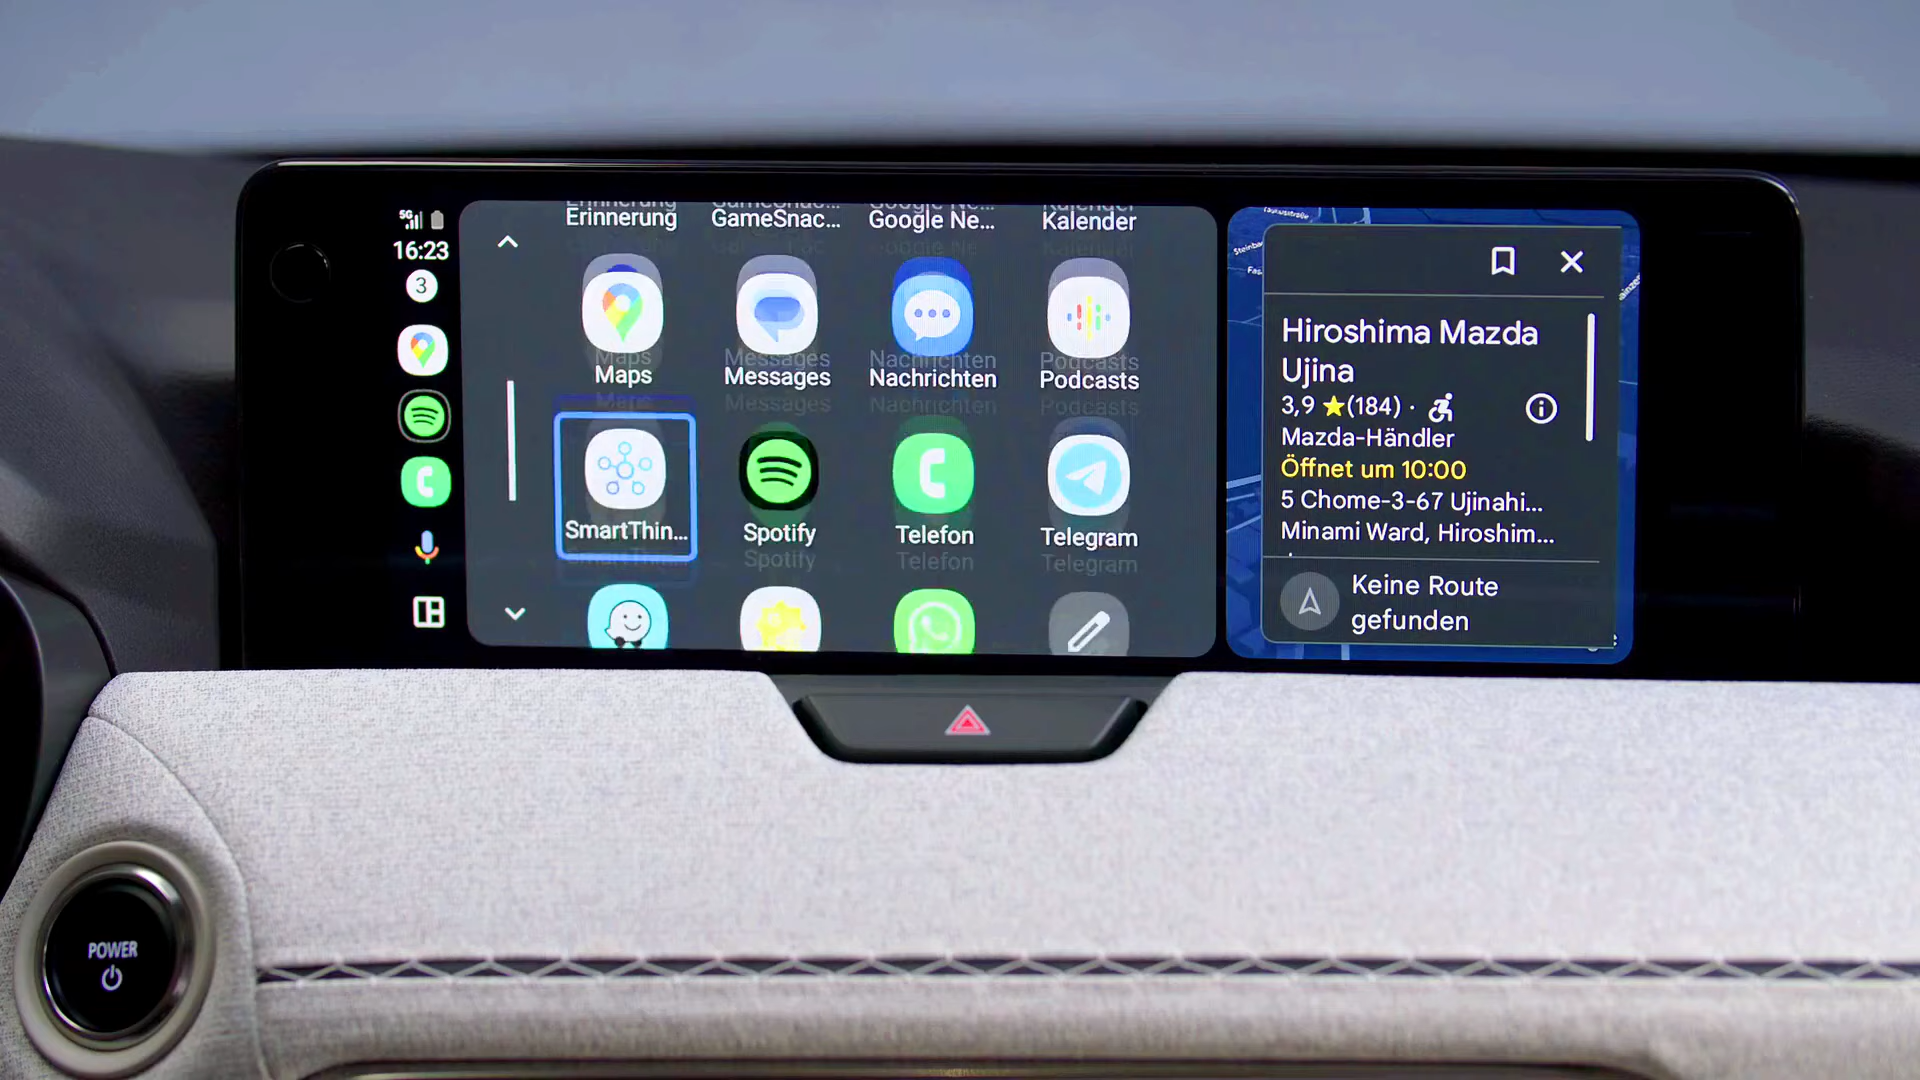 5G
16:23
3
Erinnerung
GameSnac...
Google Ne...
Kalender
Maps
Messages
Nachrichten
Podcasts
SmartThin...
Spotify
Telefon
Telegram
Hiroshima Mazda
Ujina
3,9 ★(184) ·
Mazda-Händler
Öffnet um 10:00
5 Chome-3-67 Ujinahi...
Minami Ward, Hiroshim...
Keine Route
gefunden
POWER